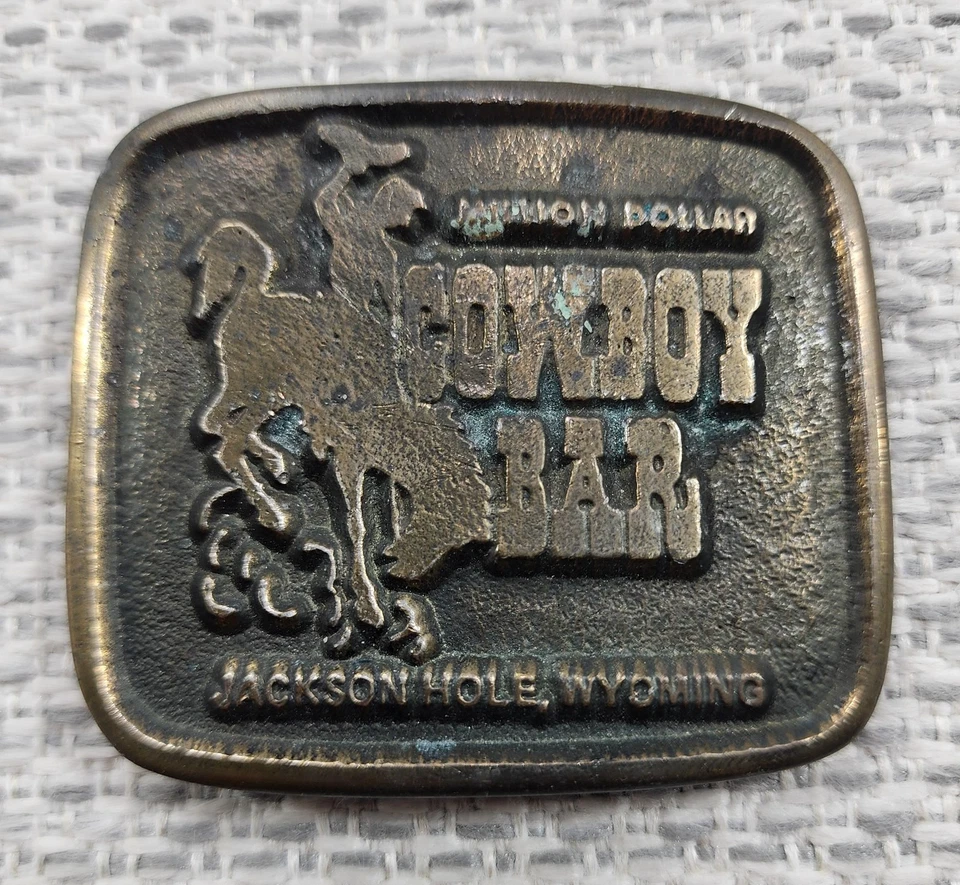 MILLION DOLLAR
COWBOY
BAR
JACKSON HOLE, WYOMING